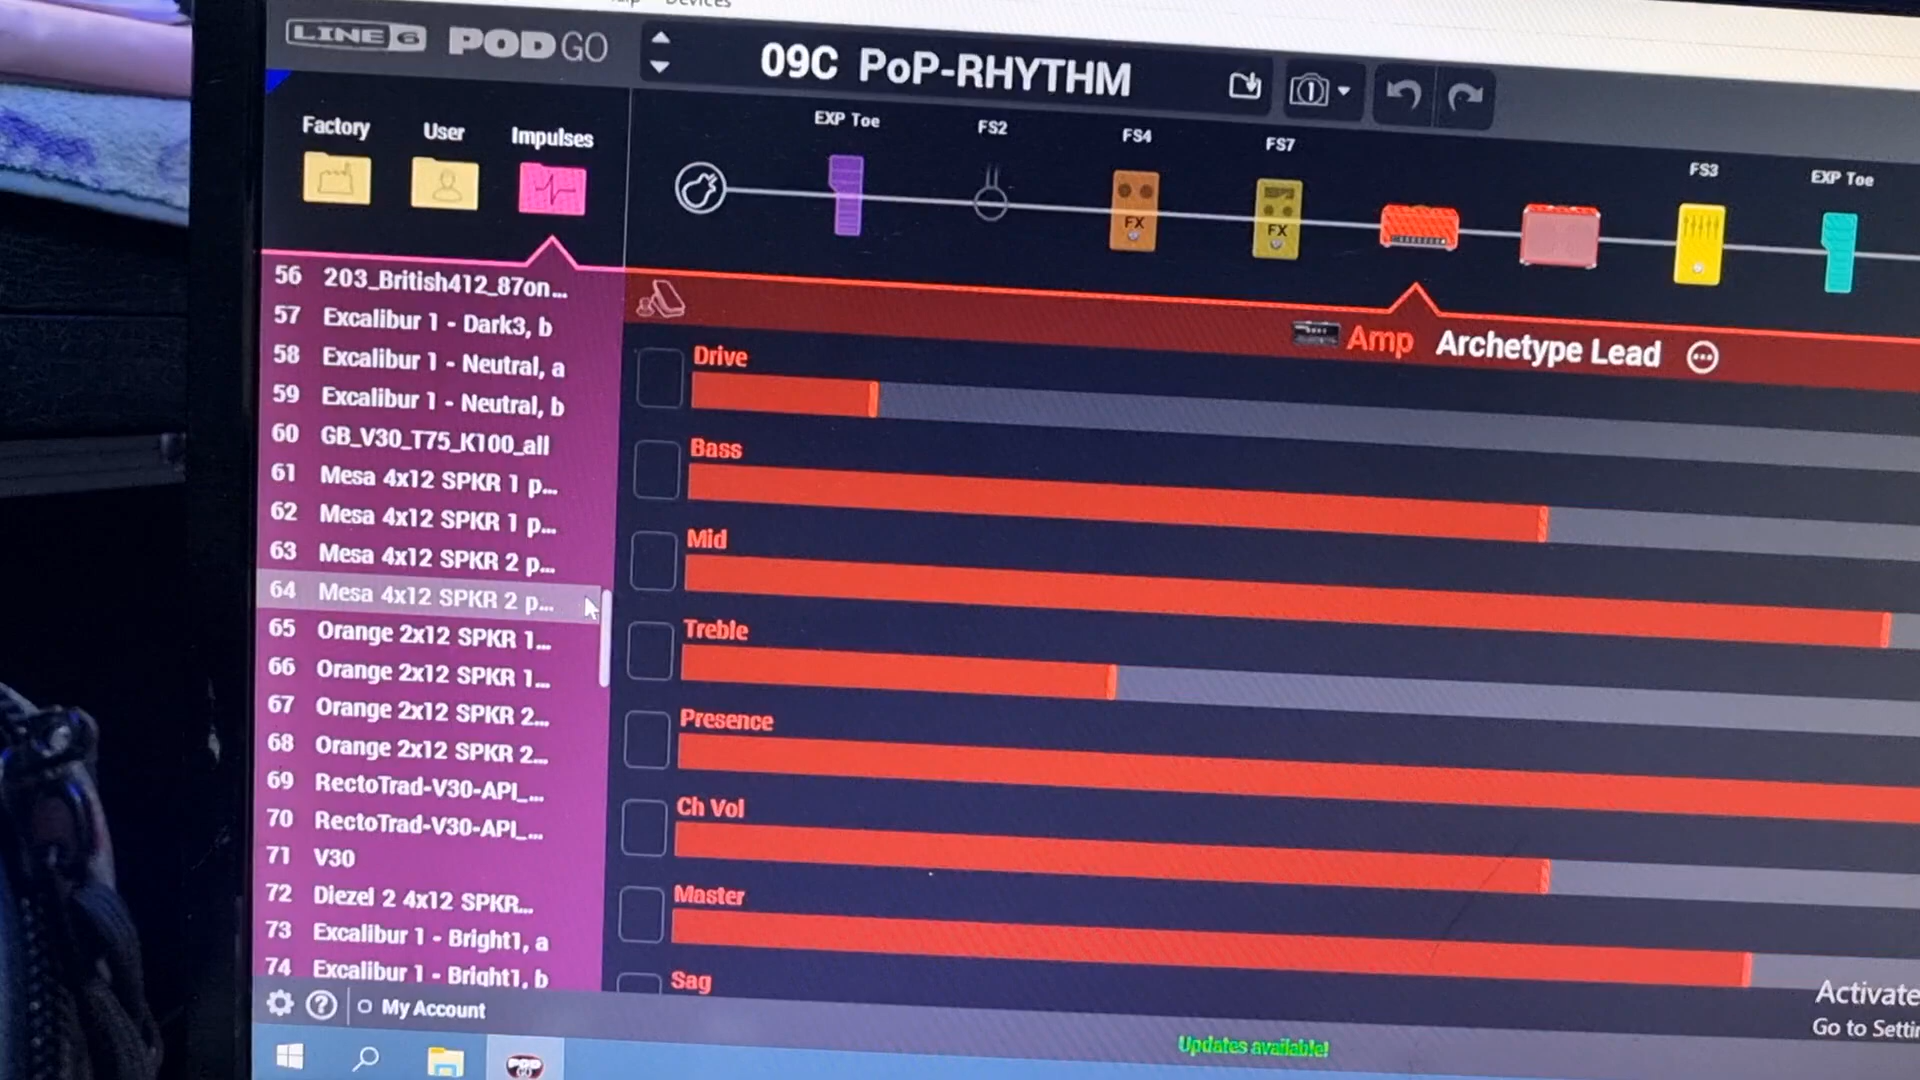 Devices
LINE 6 POD GO
09C PoP-RHYTHM
Factory User Impulses
EXP Toe FS2 FS4 FS7 FS3 EXP Toe
FX FX
56 203_British412_87on...
57 Excalibur 1 - Dark3, b
58 Excalibur 1 - Neutral, a
59 Excalibur 1 - Neutral, b
60 GB_V30_T75_K100_all
61 Mesa 4x12 SPKR 1 p...
62 Mesa 4x12 SPKR 1 p...
63 Mesa 4x12 SPKR 2 p...
64 Mesa 4x12 SPKR 2 p...
65 Orange 2x12 SPKR 1...
66 Orange 2x12 SPKR 1...
67 Orange 2x12 SPKR 2...
68 Orange 2x12 SPKR 2...
69 RectoTrad-V30-API_...
70 RectoTrad-V30-API_...
71 V30
72 Diezel 2 4x12 SPKR...
73 Excalibur 1 - Bright1, a
74 Excalibur 1 - Bright1, b
Amp Archetype Lead
Drive
Bass
Mid
Treble
Presence
Ch Vol
Master
Sag
My Account
Updates available!
Activate
Go to Settin
POD GO